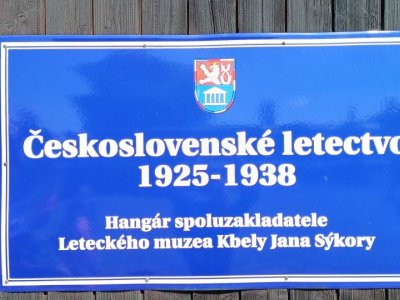 Československé letectvo
1925-1938
Hangár spoluzakladatele
Leteckého muzea Kbely Jana Sýkory